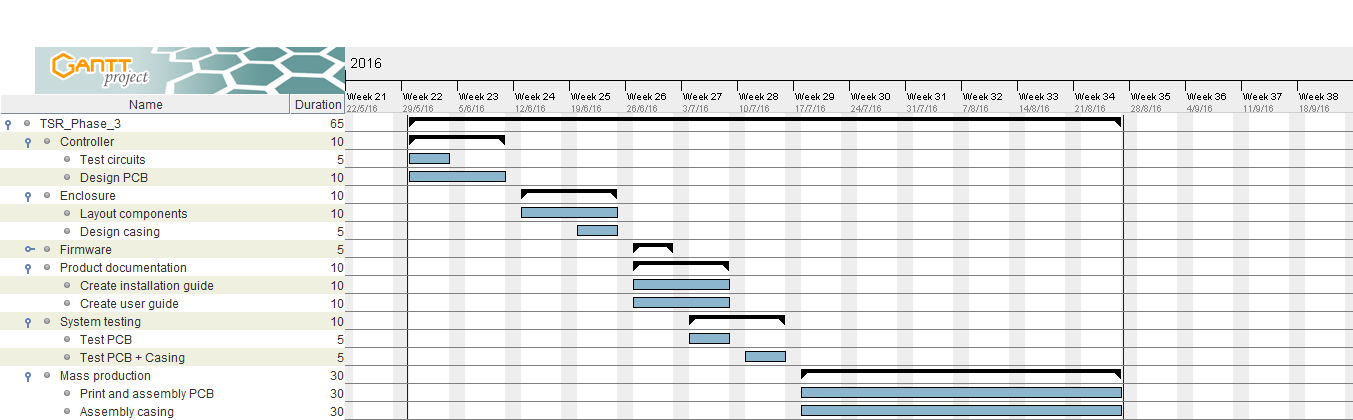 GANTT
project
2016
Week 21 Week 22 Week 23 Week 24 Week 25 Week 26 Week 27 Week 28 Week 29 Week 30 Week 31 Week 32 Week 33 Week 34 Week 35 Week 36 Week 37 Week 38
Name Duration 22/5/16 29/5/16 5/6/16 12/6/16 19/6/16 26/6/16 3/7/16 10/7/16 17/7/16 24/7/16 31/7/16 7/8/16 14/8/16 21/8/16 28/8/16 4/9/16 11/9/16 18/9/16
TSR_Phase_3 65
Controller 10
Test circuits 5
Design PCB 10
Enclosure 10
Layout components 10
Design casing 5
Firmware 5
Product documentation 10
Create installation guide 10
Create user guide 10
System testing 10
Test PCB 5
Test PCB + Casing 5
Mass production 30
Print and assembly PCB 30
Assembly casing 30